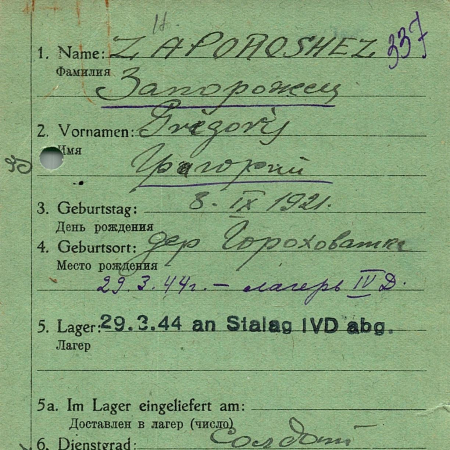 337
1. Name: ZAPOROSHEZ
Фамилия Запорожец
2. Vornamen: Grigorij
Имя Григорий
3. Geburtstag: 8. IX 1921.
День рождения
4. Geburtsort: дер Гороховатка
Место рождения
29.3.44г. - лагерь IV D.
5. Lager: 29.3.44 an Stalag IVD abg.
Лагерь
5a. Im Lager eingeliefert am:
Доставлен в лагерь (число)
6. Dienstgrad: Солдат